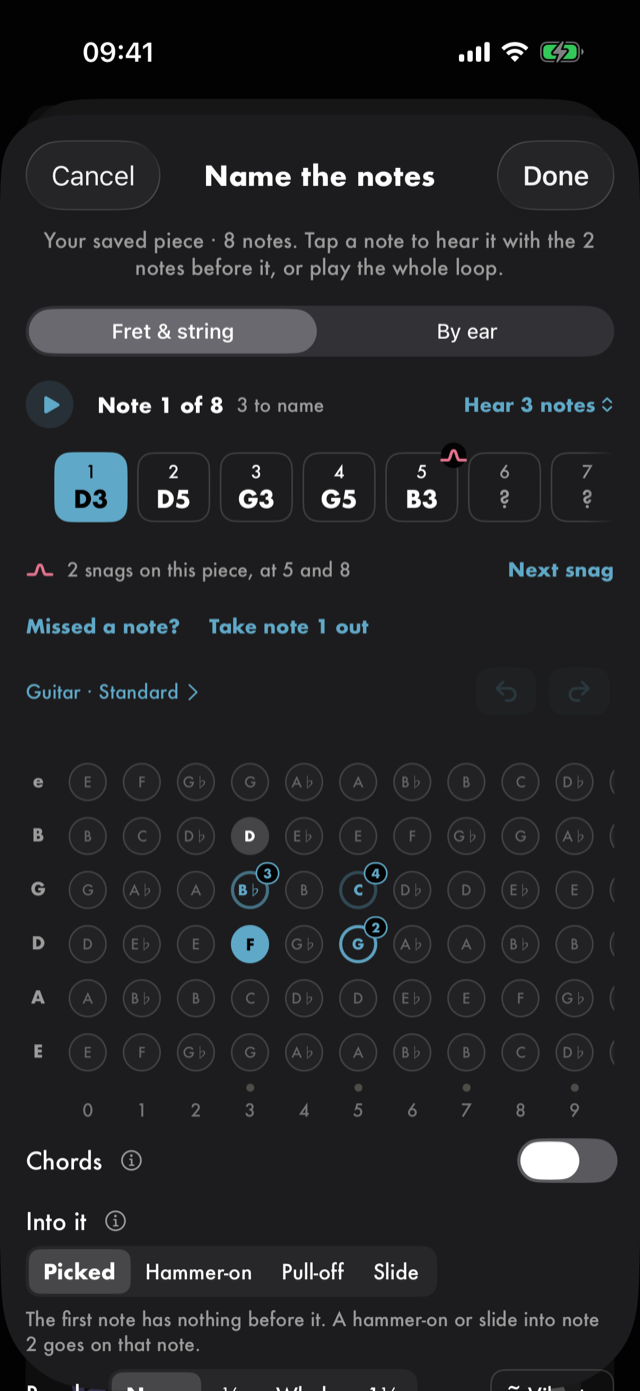 09:41
Cancel
Name the notes
Done
Your saved piece · 8 notes. Tap a note to hear it with the 2
notes before it, or play the whole loop.
Fret & string
By ear
Note 1 of 8 3 to name
Hear 3 notes
1 2 3 4 5 6 7
D3 D5 G3 G5 B3 ? ?
2 snags on this piece, at 5 and 8
Next snag
Missed a note? Take note 1 out
Guitar · Standard
e E F G♭ G A♭ A B♭ B C D♭
B B C D♭ D E♭ E F G♭ G A♭
3 4
G G A♭ A B♭ B C D♭ D E♭ E
2
D D E♭ E F G♭ G A♭ A B♭ B
A A B♭ B C D♭ D E♭ E F G♭
E E F G♭ G A♭ A B♭ B C D♭
0 1 2 3 4 5 6 7 8 9
Chords
Into it
Picked Hammer-on Pull-off Slide
The first note has nothing before it. A hammer-on or slide into note
2 goes on that note.